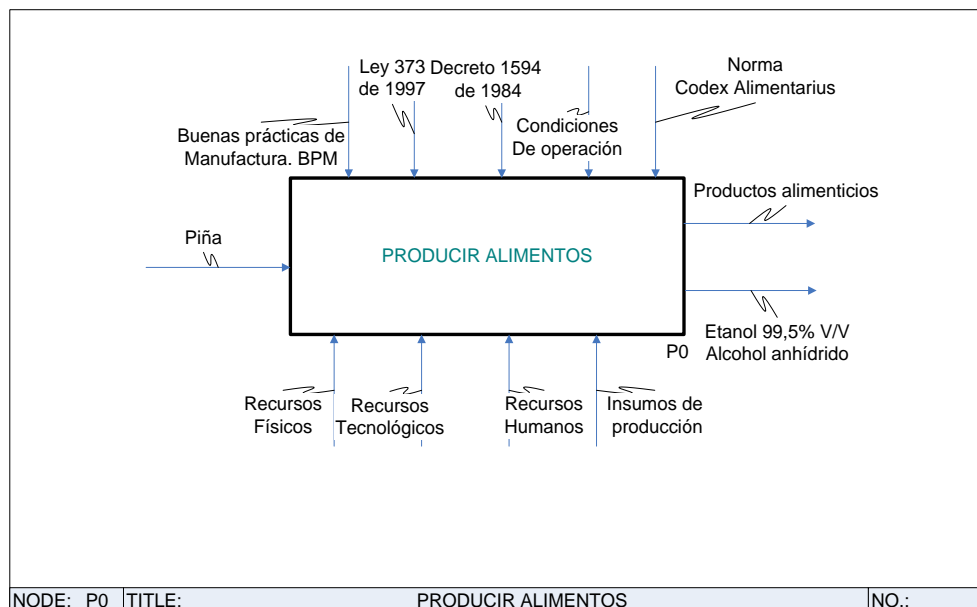 Ley 373
de 1997
Decreto 1594
de 1984
Norma
Codex Alimentarius
Buenas prácticas de
Manufactura. BPM
Condiciones
De operación
Productos alimenticios
Piña
PRODUCIR ALIMENTOS
Etanol 99,5% V/V
Alcohol anhídrido
P0
Recursos
Físicos
Recursos
Tecnológicos
Recursos
Humanos
Insumos de
producción
NODE: P0 TITLE: PRODUCIR ALIMENTOS NO.: